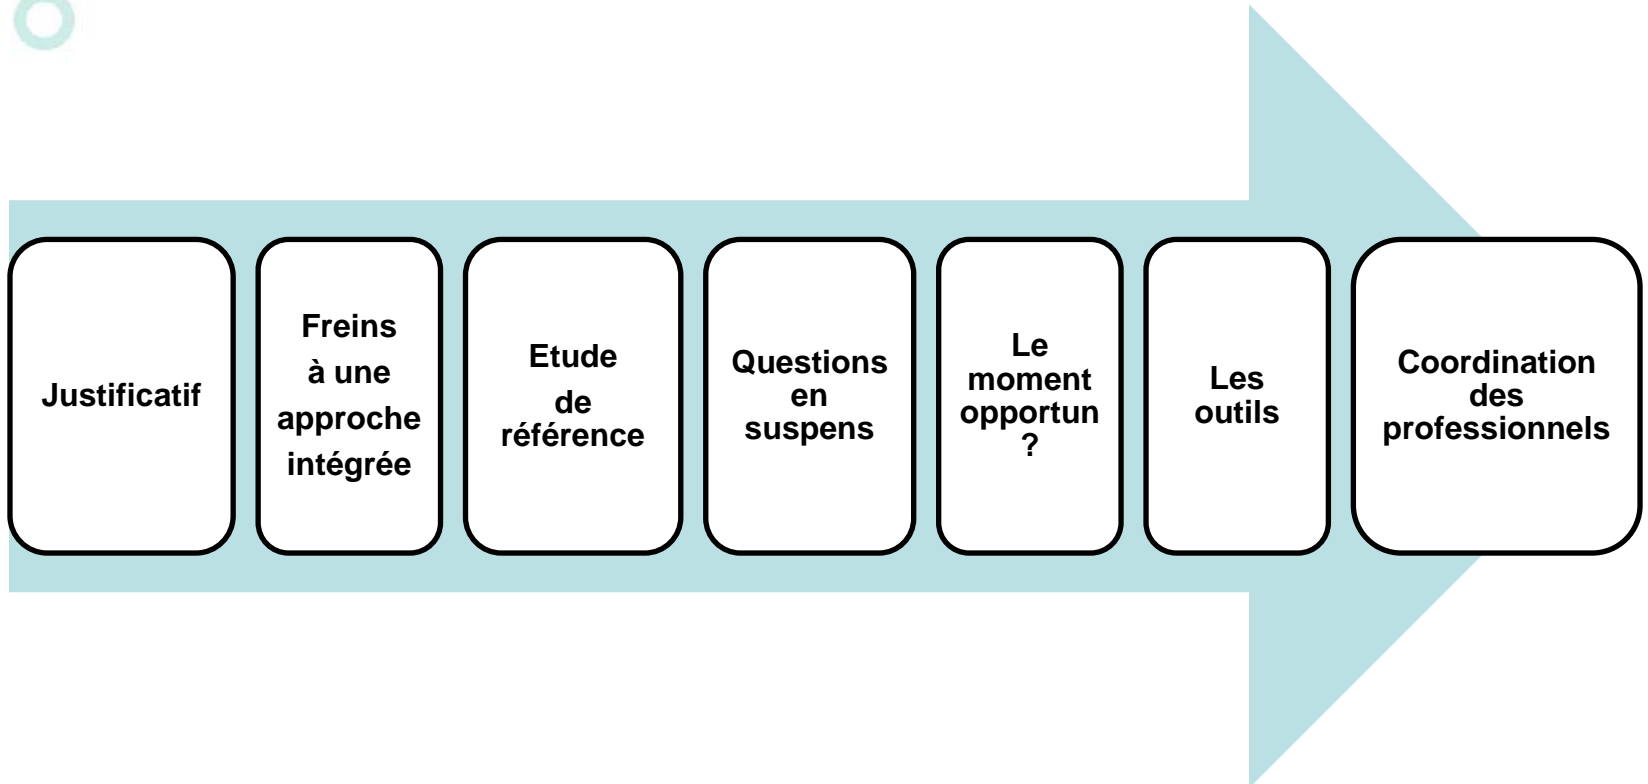 Justificatif
Freins
à une
approche
intégrée
Etude
de
référence
Questions
en
suspens
Le
moment
opportun
?
Les
outils
Coordination
des
professionnels